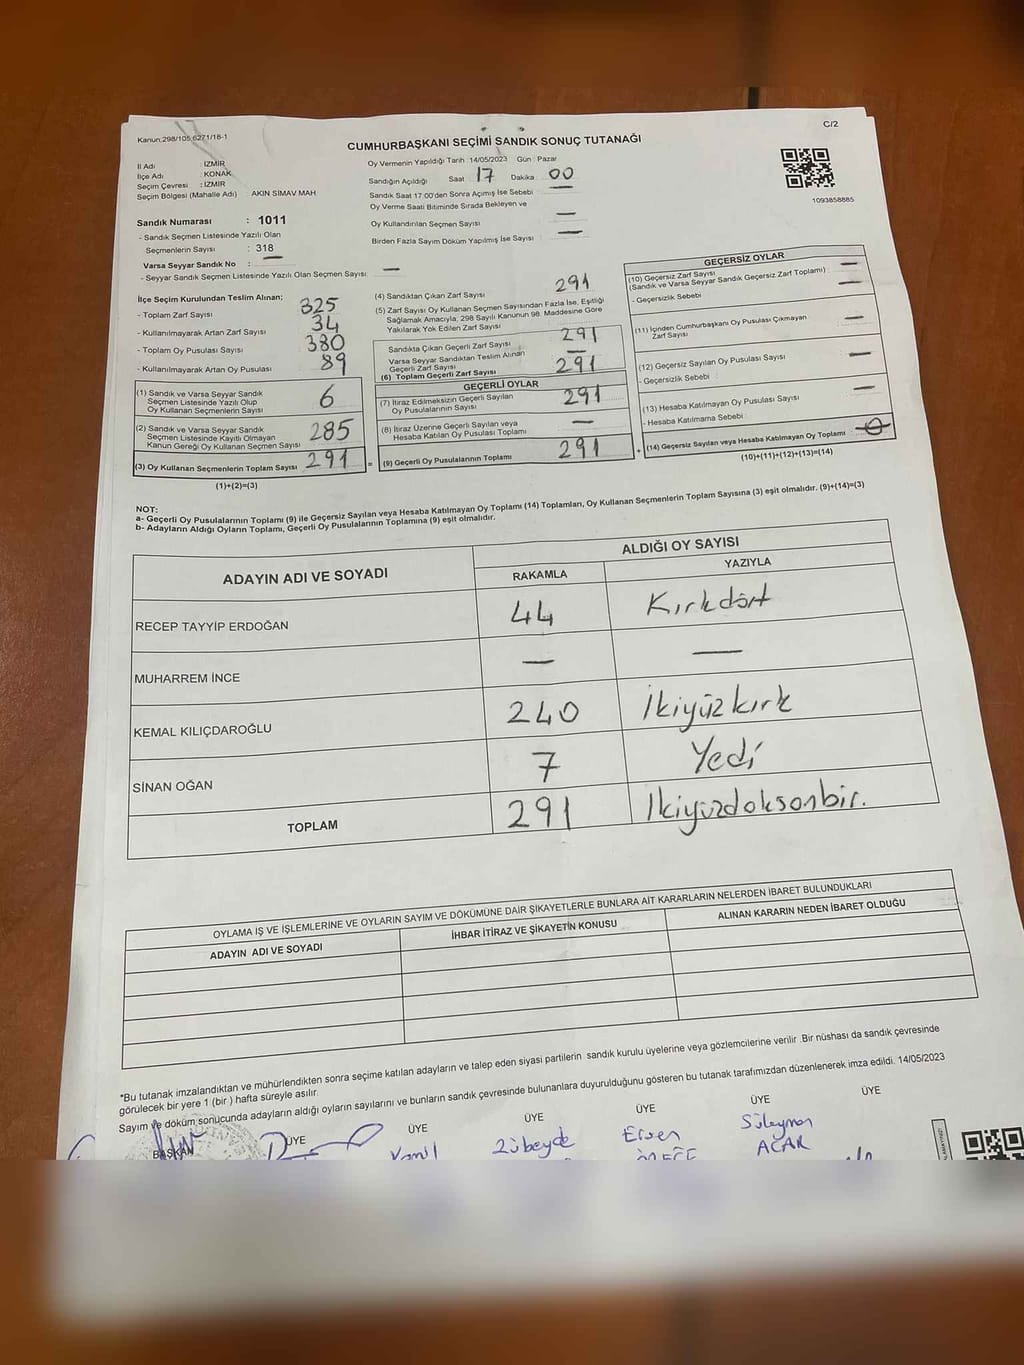 Kanun:298/105;6271/18-1
C/2
CUMHURBAŞKANI SEÇİMİ SANDIK SONUÇ TUTANAĞI
İl Adı : İZMİR
İlçe Adı : KONAK
Seçim Çevresi : İZMİR
Seçim Bölgesi (Mahalle Adı) AKIN SİMAV MAH
Sandık Numarası : 1011
- Sandık Seçmen Listesinde Yazılı Olan
Seçmenlerin Sayısı : 318
Varsa Seyyar Sandık No : —
- Seyyar Sandık Seçmen Listesinde Yazılı Olan Seçmen Sayısı: —
Oy Vermenin Yapıldığı Tarih 14/05/2023 Gün : Pazar
Sandığın Açıldığı Saat 17 Dakika 00
Sandık Saat 17:00'den Sonra Açımış İse Sebebi —
Oy Verme Saati Bitiminde Sırada Bekleyen ve
Oy Kullandırılan Seçmen Sayısı —
Birden Fazla Sayım Döküm Yapılmış İse Sayısı —
1093858885
İlçe Seçim Kurulundan Teslim Alınan;
- Toplam Zarf Sayısı 325
- Kullanılmayarak Artan Zarf Sayısı 34
- Toplam Oy Pusulası Sayısı 380
- Kullanılmayarak Artan Oy Pusulası 89
(1) Sandık ve Varsa Seyyar Sandık
Seçmen Listesinde Yazılı Olup
Oy Kullanan Seçmenlerin Sayısı 6
(2) Sandık ve Varsa Seyyar Sandık
Seçmen Listesinde Kayıtlı Olmayan
Kanun Gereği Oy Kullanan Seçmen Sayısı 285
(3) Oy Kullanan Seçmenlerin Toplam Sayısı 291
(1)+(2)=(3)
(4) Sandıktan Çıkan Zarf Sayısı 291
(5) Zarf Sayısı Oy Kullanan Seçmen Sayısından Fazla İse, Eşitliği
Sağlamak Amacıyla, 298 Sayılı Kanunun 98. Maddesine Göre
Yakılarak Yok Edilen Zarf Sayısı
Sandıkta Çıkan Geçerli Zarf Sayısı 291
Varsa Seyyar Sandıktan Teslim Alınan
Geçerli Zarf Sayısı —
(6) Toplam Geçerli Zarf Sayısı 291
GEÇERLİ OYLAR
(7) İtiraz Edilmeksizin Geçerli Sayılan
Oy Pusulalarının Sayısı 291
(8) İtiraz Üzerine Geçerli Sayılan veya
Hesaba Katılan Oy Pusulası Toplamı —
= (9) Geçerli Oy Pusulalarının Toplamı 291
GEÇERSİZ OYLAR
(10) Geçersiz Zarf Sayısı —
(Sandık ve Varsa Seyyar Sandık Geçersiz Zarf Toplamı) —
- Geçersizlik Sebebi
(11) İçinden Cumhurbaşkanı Oy Pusulası Çıkmayan
Zarf Sayısı —
(12) Geçersiz Sayılan Oy Pusulası Sayısı —
- Geçersizlik Sebebi
(13) Hesaba Katılmayan Oy Pusulası Sayısı —
- Hesaba Katılmama Sebebi
+ (14) Geçersiz Sayılan veya Hesaba Katılmayan Oy Toplamı 0
(10)+(11)+(12)+(13)=(14)
NOT:
a- Geçerli Oy Pusulalarının Toplamı (9) ile Geçersiz Sayılan veya Hesaba Katılmayan Oy Toplamı (14) Toplamları, Oy Kullanan Seçmenlerin Toplam Sayısına (3) eşit olmalıdır. (9)+(14)=(3)
b- Adayların Aldığı Oyların Toplamı, Geçerli Oy Pusulalarının Toplamına (9) eşit olmalıdır.
ADAYIN ADI VE SOYADI
ALDIĞI OY SAYISI
RAKAMLA YAZIYLA
RECEP TAYYİP ERDOĞAN 44 Kırkdört
MUHARREM İNCE — —
KEMAL KILIÇDAROĞLU 240 İkiyüzkırk
SİNAN OĞAN 7 Yedi
TOPLAM 291 İkiyüzdoksanbir.
OYLAMA İŞ VE İŞLEMLERİNE VE OYLARIN SAYIM VE DÖKÜMÜNE DAİR ŞİKAYETLERLE BUNLARA AİT KARARLARIN NELERDEN İBARET BULUNDUKLARI
ADAYIN ADI VE SOYADI İHBAR İTİRAZ VE ŞİKAYETİN KONUSU ALINAN KARARIN NEDEN İBARET OLDUĞU
*Bu tutanak imzalandıktan ve mühürlendikten sonra seçime katılan adayların ve talep eden siyasi partilerin sandık kurulu üyelerine veya gözlemcilerine verilir .Bir nüshası da sandık çevresinde
görülecek bir yere 1 (bir ) hafta süreyle asılır.
Sayım ve döküm sonucunda adayların aldığı oyların sayılarını ve bunların sandık çevresinde bulunanlara duyurulduğunu gösteren bu tutanak tarafımızdan düzenlenerek imza edildi. 14/05/2023
BAŞKAN ÜYE ÜYE ÜYE ÜYE ÜYE ÜYE
Zübeyde
Süleyman
ACAR